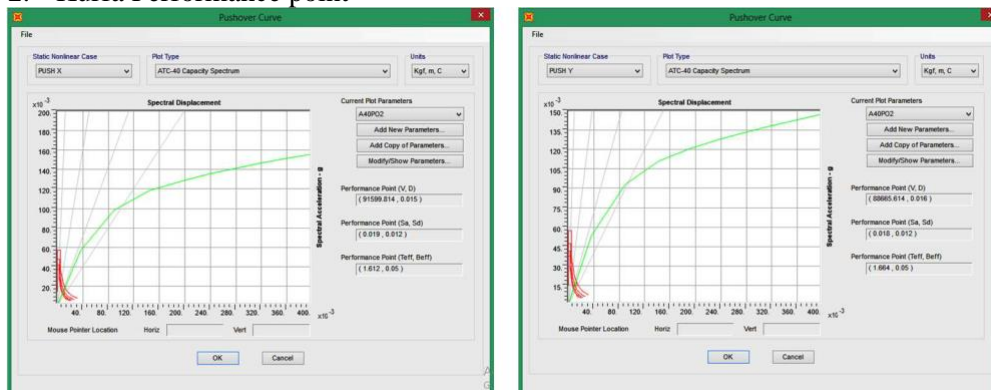 2. Hurfa Performance point
Pushover Curve
File
Static Nonlinear Case
PUSH X
Plot Type
ATC-40 Capacity Spectrum
Units
Kgf, m, C
x10 -3
Spectral Displacement
200.
180.
160.
140.
120.
100.
80.
60.
40.
20.
40. 80. 120. 160. 200. 240. 280. 320. 360. 400. x10 -3
Spectral Acceleration - g
Current Plot Parameters
A40PO2
Add New Parameters...
Add Copy of Parameters...
Modify/Show Parameters...
Performance Point (V, D)
( 91599.814 , 0.015 )
Performance Point (Sa, Sd)
( 0.019 , 0.012 )
Performance Point (Teff, Beff)
( 1.612 , 0.05 )
Mouse Pointer Location Horiz Vert
OK Cancel
Pushover Curve
File
Static Nonlinear Case
PUSH Y
Plot Type
ATC-40 Capacity Spectrum
Units
Kgf, m, C
x10 -3
Spectral Displacement
150.
135.
120.
105.
90.
75.
60.
45.
30.
15.
40. 80. 120. 160. 200. 240. 280. 320. 360. 400. x10 -3
Spectral Acceleration - g
Current Plot Parameters
A40PO2
Add New Parameters...
Add Copy of Parameters...
Modify/Show Parameters...
Performance Point (V, D)
( 88665.614 , 0.016 )
Performance Point (Sa, Sd)
( 0.018 , 0.012 )
Performance Point (Teff, Beff)
( 1.664 , 0.05 )
Mouse Pointer Location Horiz Vert
OK Cancel